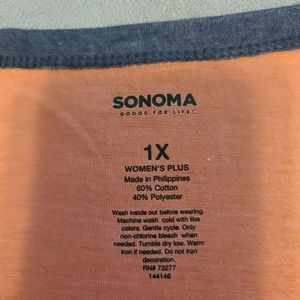 SONOMA
GOODS FOR LIFE™
1X
WOMEN'S PLUS
Made in Philippines
60% Cotton
40% Polyester
Wash inside out before wearing.
Machine wash cold with like
colors. Gentle cycle. Only
non-chlorine bleach when
needed. Tumble dry low. Warm
iron if needed. Do not iron
decoration.
RN# 73277
144146